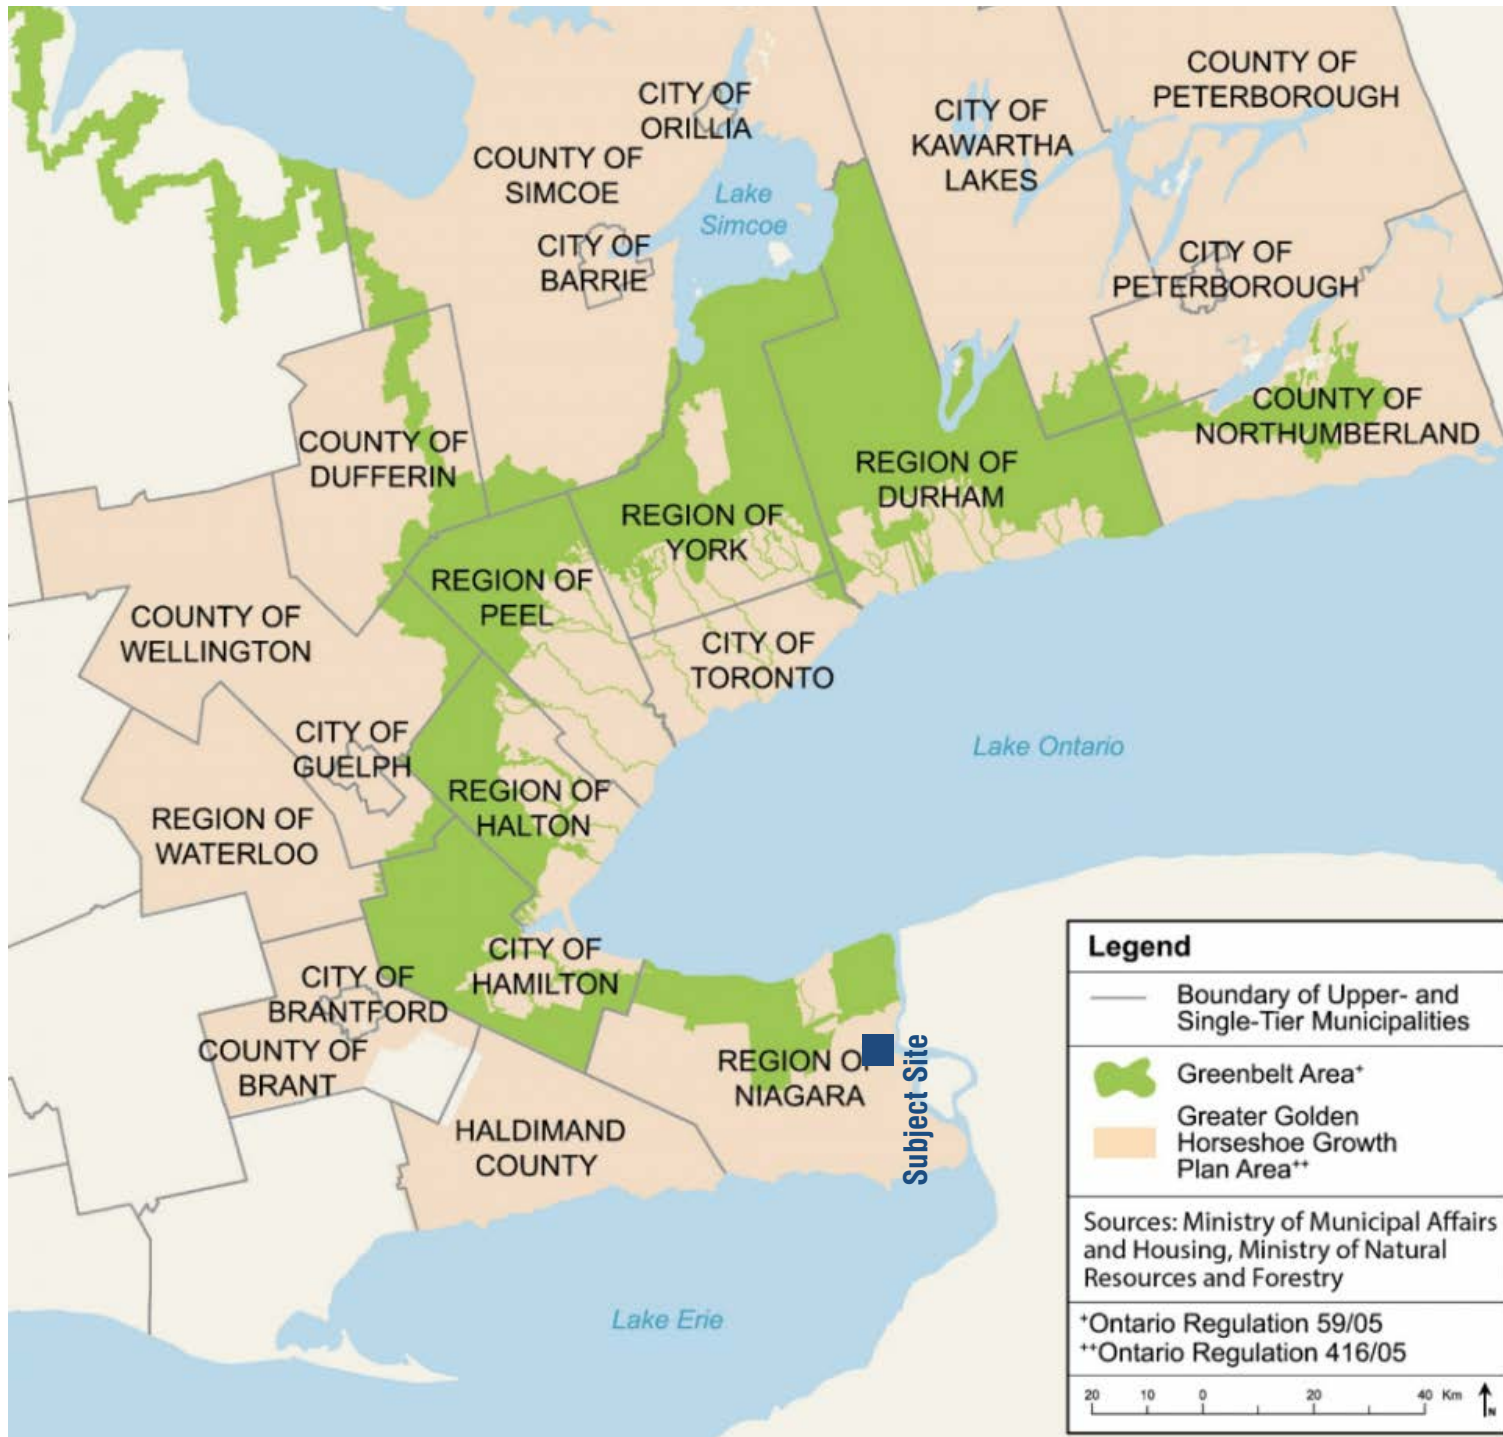 COUNTY OF
PETERBOROUGH
CITY OF
ORILLIA
CITY OF
KAWARTHA
LAKES
COUNTY OF
SIMCOE
Lake
Simcoe
CITY OF
BARRIE
CITY OF
PETERBOROUGH
COUNTY OF
NORTHUMBERLAND
COUNTY OF
DUFFERIN
REGION OF
DURHAM
REGION OF
YORK
REGION OF
PEEL
COUNTY OF
WELLINGTON
CITY OF
TORONTO
CITY OF
GUELPH
Lake Ontario
REGION OF
HALTON
REGION OF
WATERLOO
CITY OF
HAMILTON
CITY OF
BRANTFORD
COUNTY OF
BRANT
REGION OF
NIAGARA
Subject Site
HALDIMAND
COUNTY
Lake Erie
Legend
Boundary of Upper- and
Single-Tier Municipalities
Greenbelt Area+
Greater Golden
Horseshoe Growth
Plan Area++
Sources: Ministry of Municipal Affairs
and Housing, Ministry of Natural
Resources and Forestry
+Ontario Regulation 59/05
++Ontario Regulation 416/05
20 10 0 20 40 Km
N